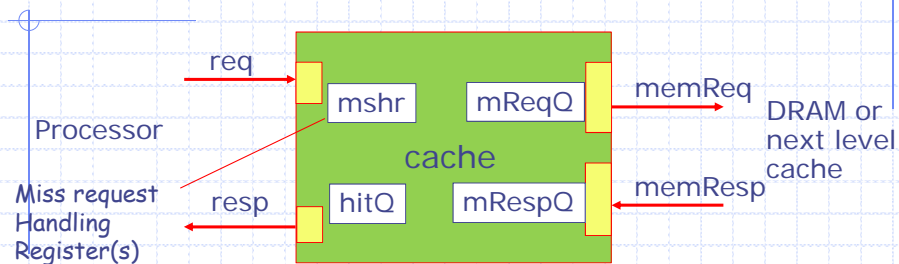 req
mshr
mReqQ
memReq
Processor
DRAM or
next level
cache
cache
Miss request
Handling
Register(s)
resp
hitQ
mRespQ
memResp